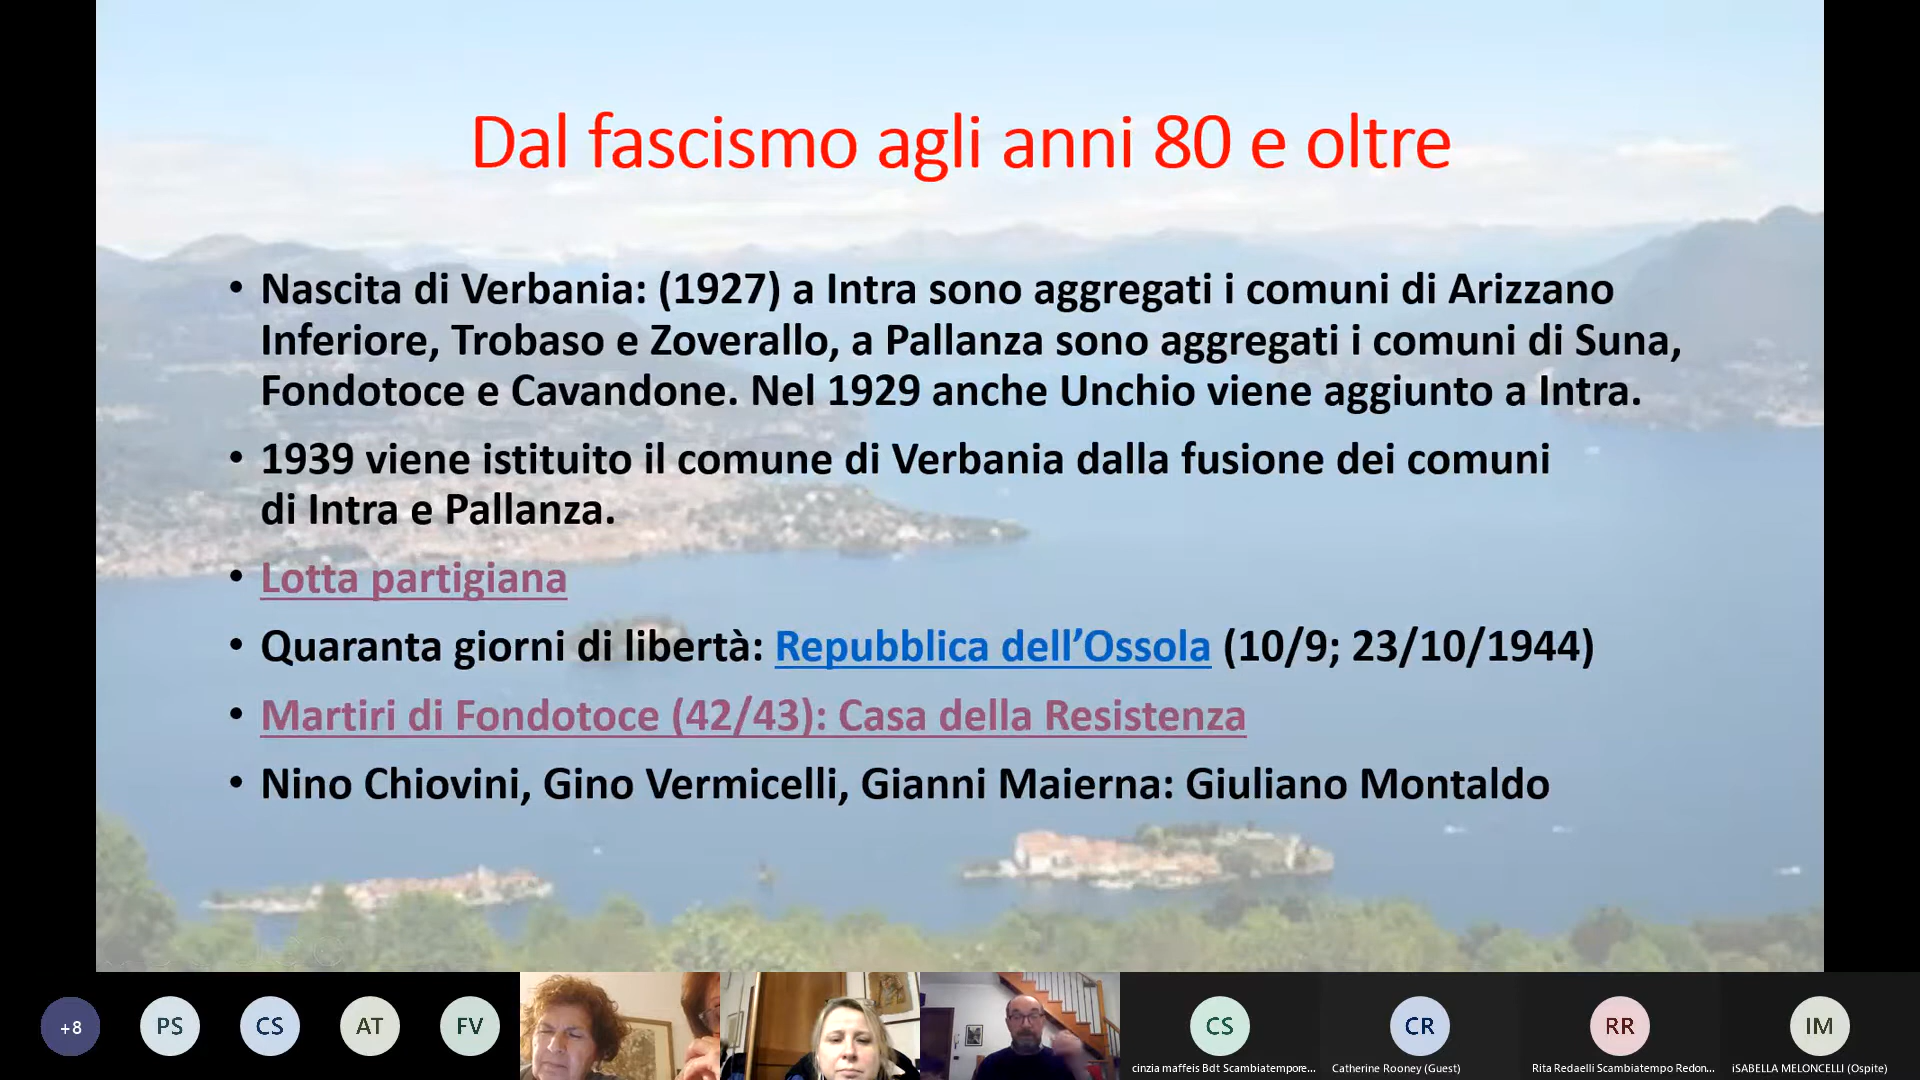 Dal fascismo agli anni 80 e oltre
• Nascita di Verbania: (1927) a Intra sono aggregati i comuni di Arizzano
Inferiore, Trobaso e Zoverallo, a Pallanza sono aggregati i comuni di Suna,
Fondotoce e Cavandone. Nel 1929 anche Unchio viene aggiunto a Intra.
• 1939 viene istituito il comune di Verbania dalla fusione dei comuni
di Intra e Pallanza.
• Lotta partigiana
• Quaranta giorni di libertà: Repubblica dell’Ossola (10/9; 23/10/1944)
• Martiri di Fondotoce (42/43): Casa della Resistenza
• Nino Chiovini, Gino Vermicelli, Gianni Maierna: Giuliano Montaldo
+8 PS CS AT FV CS CR RR IM
cinzia maffeis Bdt Scambiatempore... Catherine Rooney (Guest) Rita Redaelli Scambiatempo Redon... iSABELLA MELONCELLI (Ospite)